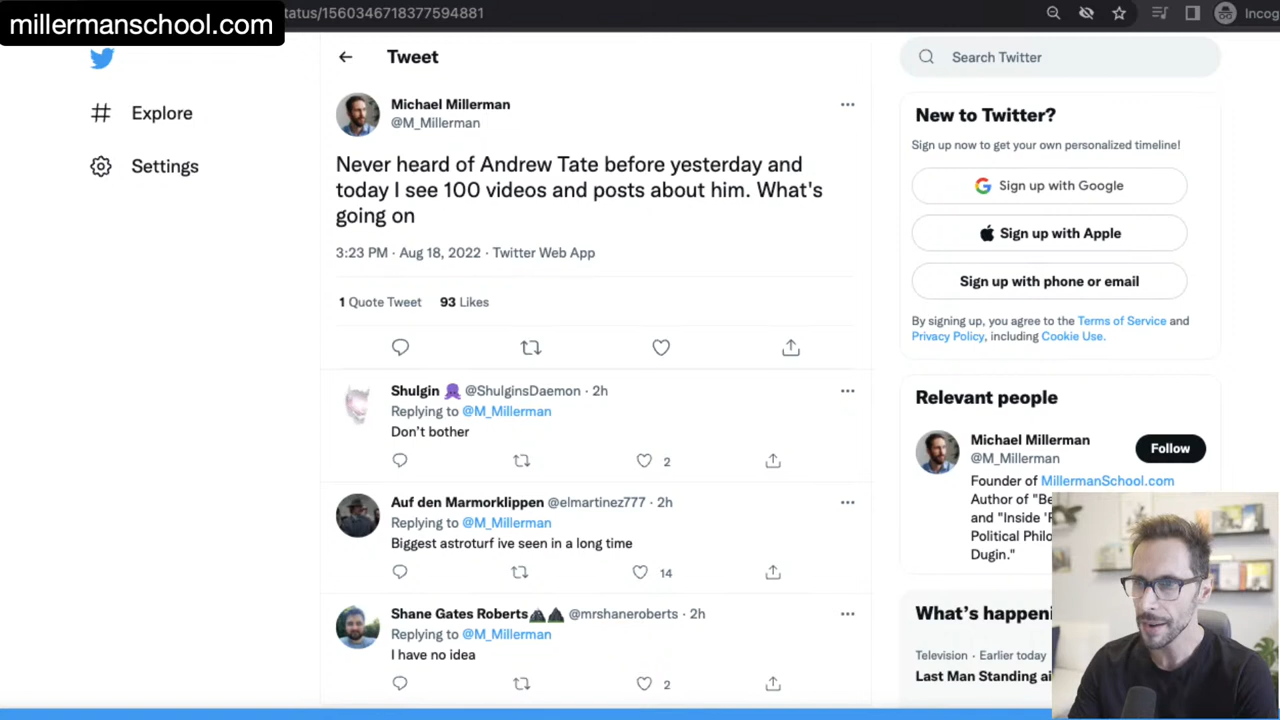 millermanschool.com
tatus/1560346718377594881
Incog
Explore
Settings
Tweet
Michael Millerman
@M_Millerman
Never heard of Andrew Tate before yesterday and
today I see 100 videos and posts about him. What's
going on
3:23 PM · Aug 18, 2022 · Twitter Web App
1 Quote Tweet 93 Likes
Shulgin @ShulginsDaemon · 2h
Replying to @M_Millerman
Don't bother
2
Auf den Marmorklippen @elmartinez777 · 2h
Replying to @M_Millerman
Biggest astroturf ive seen in a long time
14
Shane Gates Roberts @mrshaneroberts · 2h
Replying to @M_Millerman
I have no idea
2
Search Twitter
New to Twitter?
Sign up now to get your own personalized timeline!
Sign up with Google
Sign up with Apple
Sign up with phone or email
By signing up, you agree to the Terms of Service and
Privacy Policy, including Cookie Use.
Relevant people
Michael Millerman
@M_Millerman
Follow
Founder of MillermanSchool.com
Author of "Be
and "Inside
Political Philo
Dugin."
What's happeni
Television · Earlier today
Last Man Standing ai